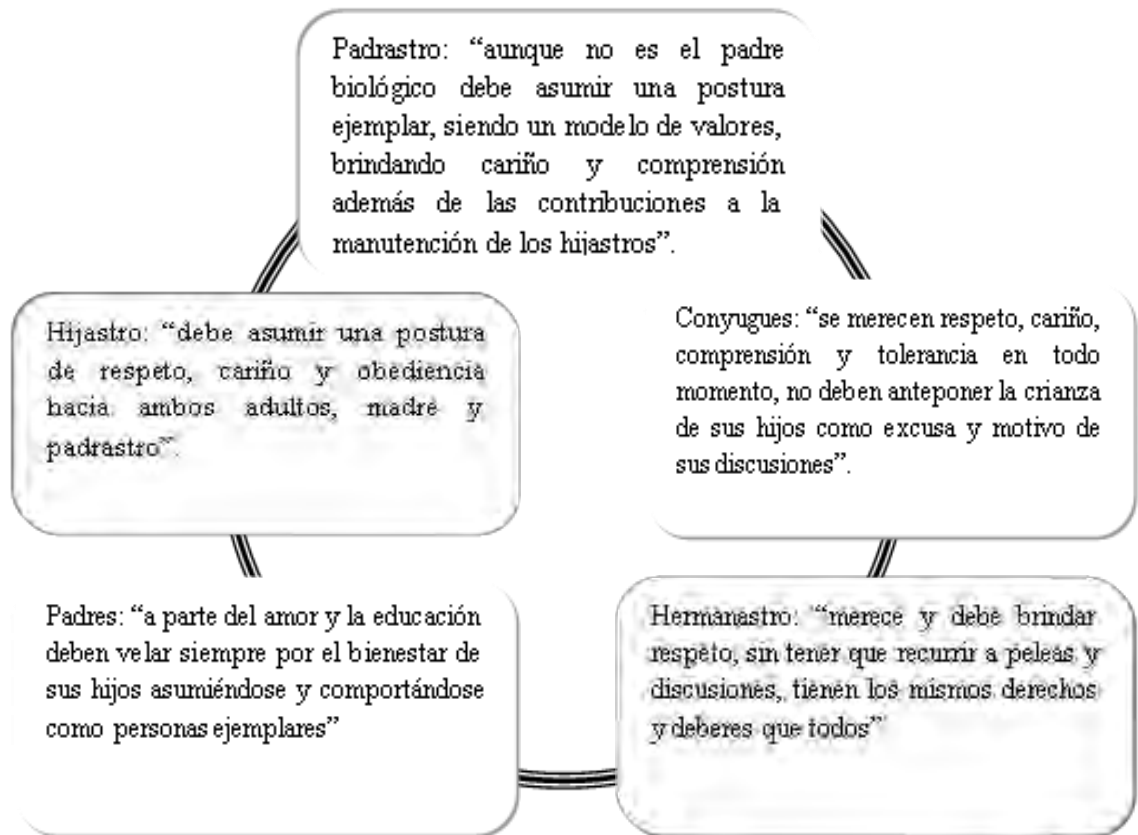 Padrastro: “aunque no es el padre
biológico debe asumir una postura
ejemplar, siendo un modelo de valores,
brindando cariño y comprensión
además de las contribuciones a la
manutención de los hijastros”.
Hijastro: “debe asumir una postura
de respeto, cariño y obediencia
hacia ambos adultos, madre y
padrastro”.
Conyugues: “se merecen respeto, cariño,
comprensión y tolerancia en todo
momento, no deben anteponer la crianza
de sus hijos como excusa y motivo de
sus discusiones”.
Padres: “a parte del amor y la educación
deben velar siempre por el bienestar de
sus hijos asumiéndose y comportándose
como personas ejemplares”
Hermanastro: “merece y debe brindar
respeto, sin tener que recurrir a peleas y
discusiones, tienen los mismos derechos
y deberes que todos”